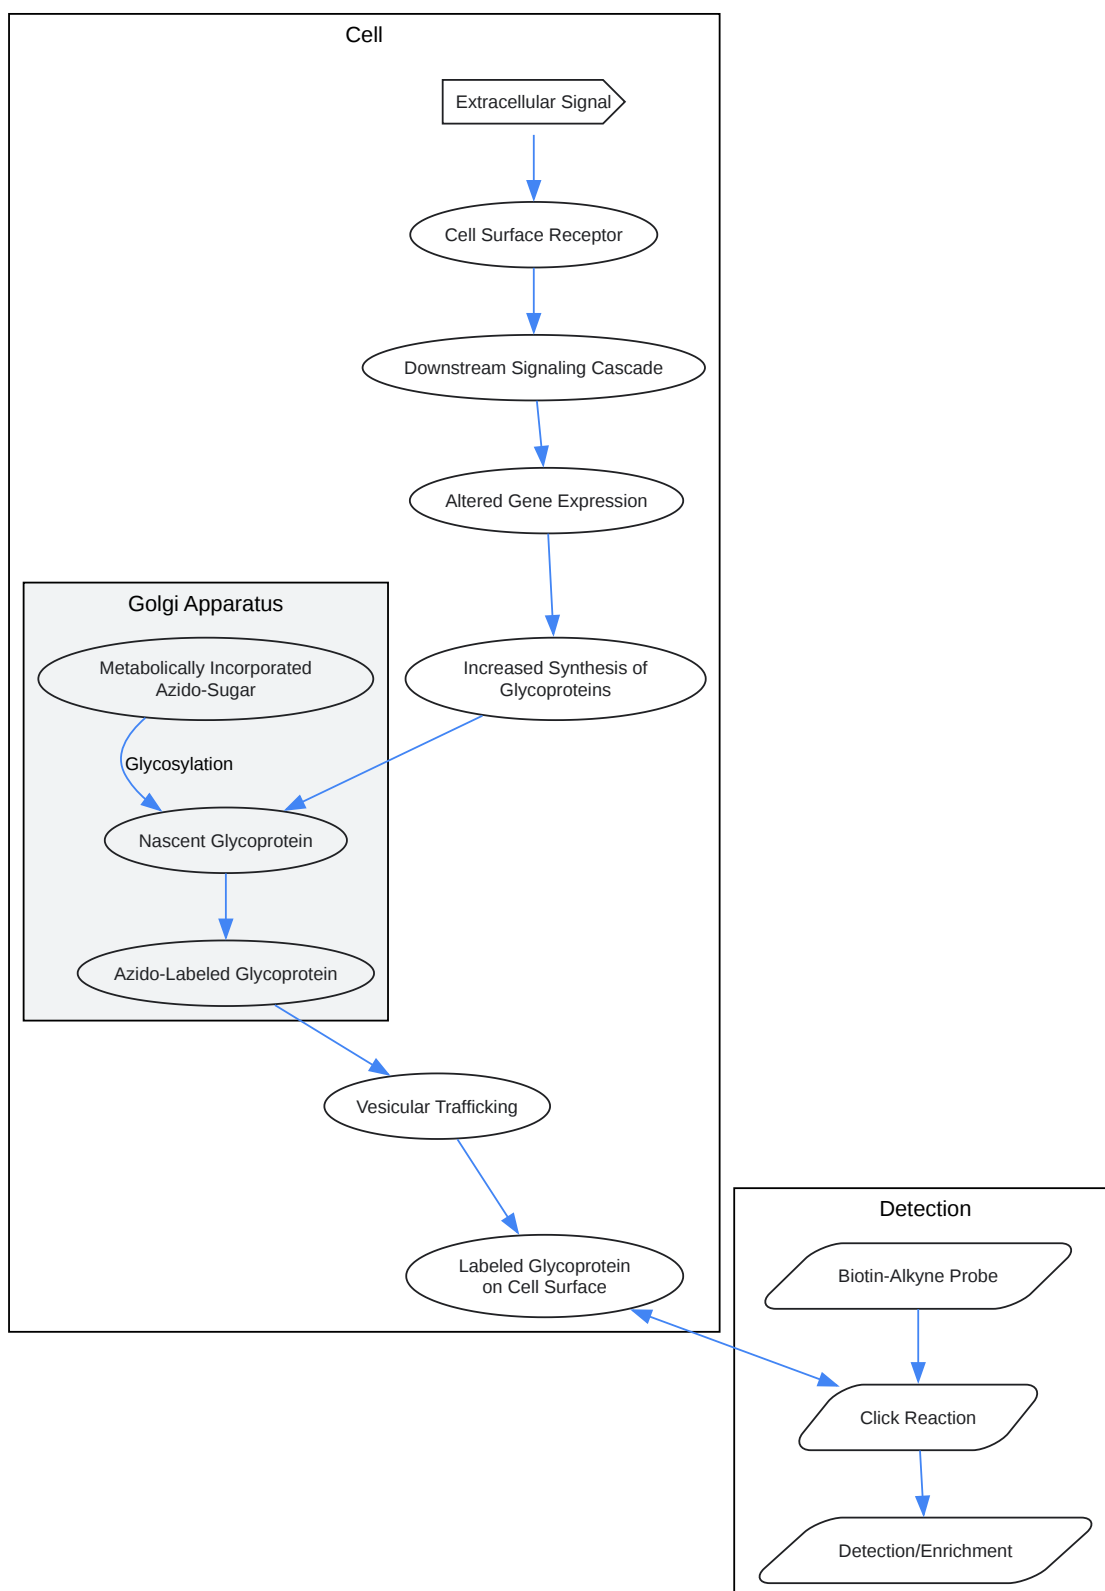 Cell
Extracellular Signal
Cell Surface Receptor
Downstream Signaling Cascade
Altered Gene Expression
Golgi Apparatus
Metabolically Incorporated
Azido-Sugar
Increased Synthesis of
Glycoproteins
Glycosylation
Nascent Glycoprotein
Azido-Labeled Glycoprotein
Vesicular Trafficking
Labeled Glycoprotein
on Cell Surface
Detection
Biotin-Alkyne Probe
Click Reaction
Detection/Enrichment